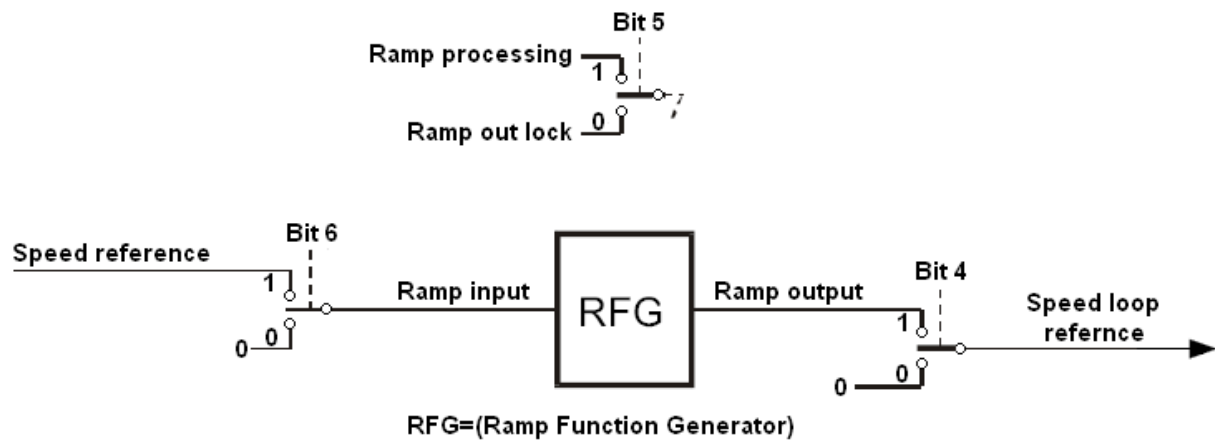 Bit 5
Ramp processing
1
0
Ramp out lock
Bit 6
Speed reference
1
0
0
Ramp input
RFG
Ramp output
Bit 4
1
0
0
Speed loop
refernce
RFG=(Ramp Function Generator)